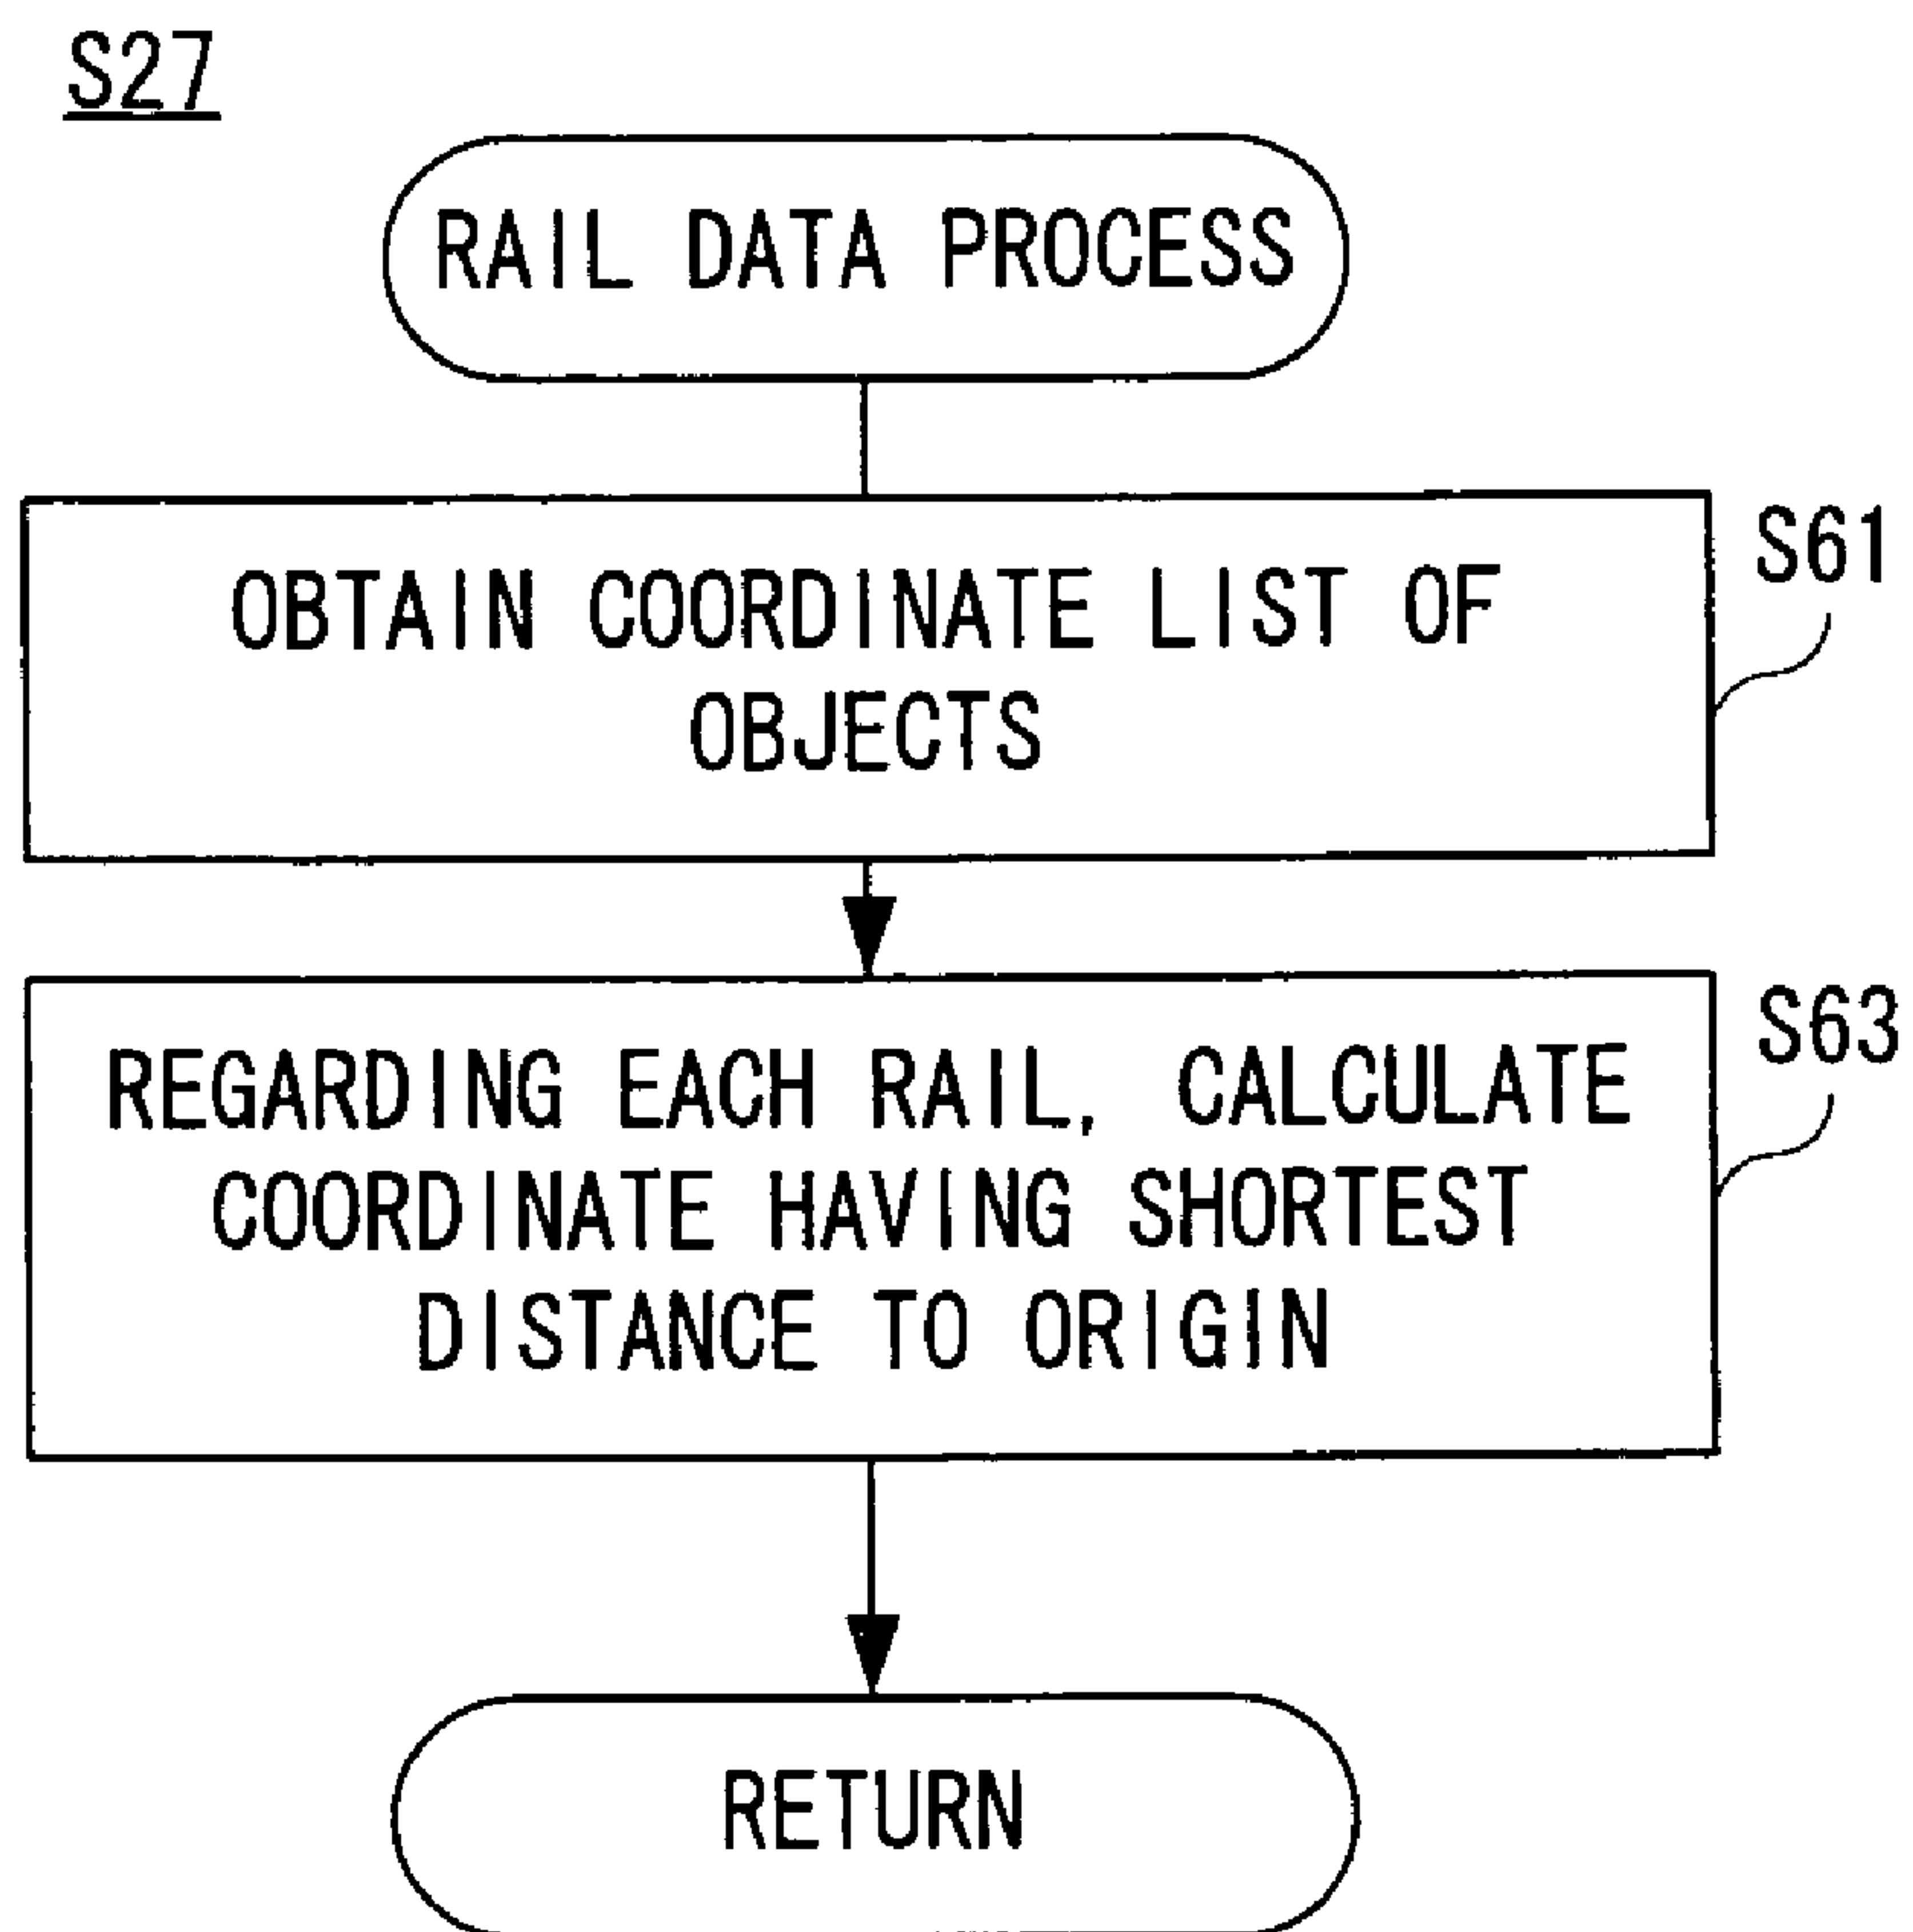 S27
RAIL DATA PROCESS
OBTAIN COORDINATE LIST OF
OBJECTS
S61
REGARDING EACH RAIL, CALCULATE
COORDINATE HAVING SHORTEST
DISTANCE TO ORIGIN
S63
RETURN